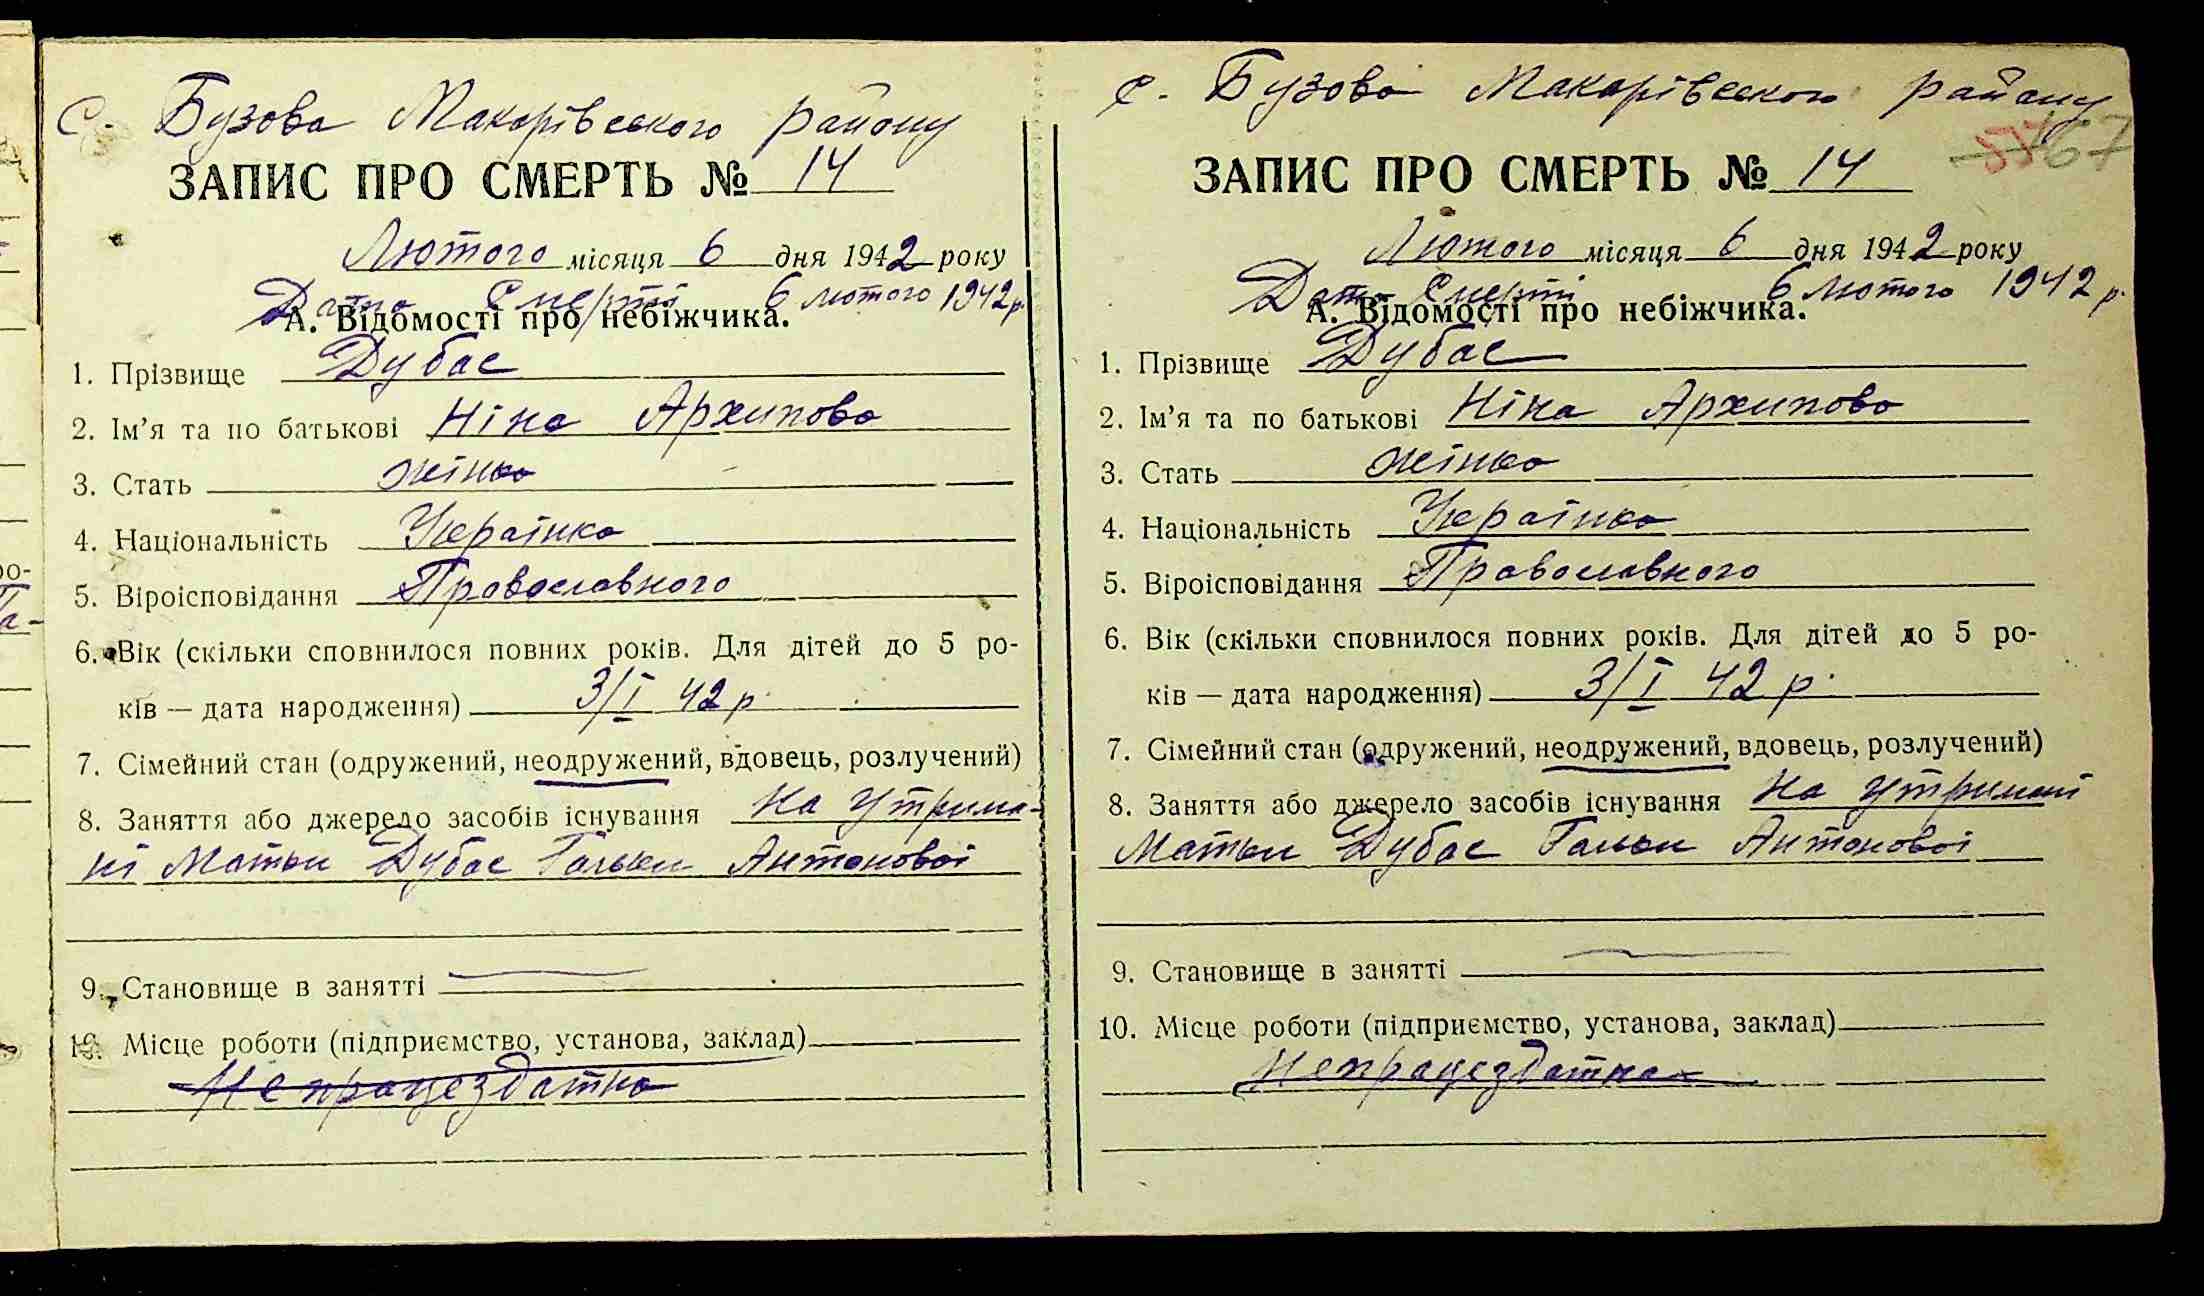 с. Бузова Макарівського району
ЗАПИС ПРО СМЕРТЬ № 14
Лютого місяця 6 дня 1942 року
Дата Смерті 6 лютого 1942 р.
А. Відомості про небіжчика.
1. Прізвище Дубас
2. Ім’я та по батькові Ніна Архипова
3. Стать жінка
4. Національність Українка
5. Віроісповідання Православного
6. Вік (скільки сповнилося повних років. Для дітей до 5 ро-
ків — дата народження) 3/I 42 р.
7. Сімейний стан (одружений, неодружений, вдовець, розлучений)
8. Заняття або джерело засобів існування на утрима-
ні Матки Дубас Гальки Антонової
9. Становище в занятті
10. Місце роботи (підприємство, установа, заклад)
Непрацездатна
с. Бузова Макарівського району
67
ЗАПИС ПРО СМЕРТЬ № 14
Лютого місяця 6 дня 1942 року
Дата Смерті 6 Лютого 1942 р.
А. Відомості про небіжчика.
1. Прізвище Дубас
2. Ім’я та по батькові Ніна Архипова
3. Стать жінка
4. Національність Українка
5. Віроісповідання Православного
6. Вік (скільки сповнилося повних років. Для дітей до 5 ро-
ків — дата народження) 3/I 42 р.
7. Сімейний стан (одружений, неодружений, вдовець, розлучений)
8. Заняття або джерело засобів існування на утримані
Матки Дубас Гальки Антонової
9. Становище в занятті
10. Місце роботи (підприємство, установа, заклад)
Непрацездатна